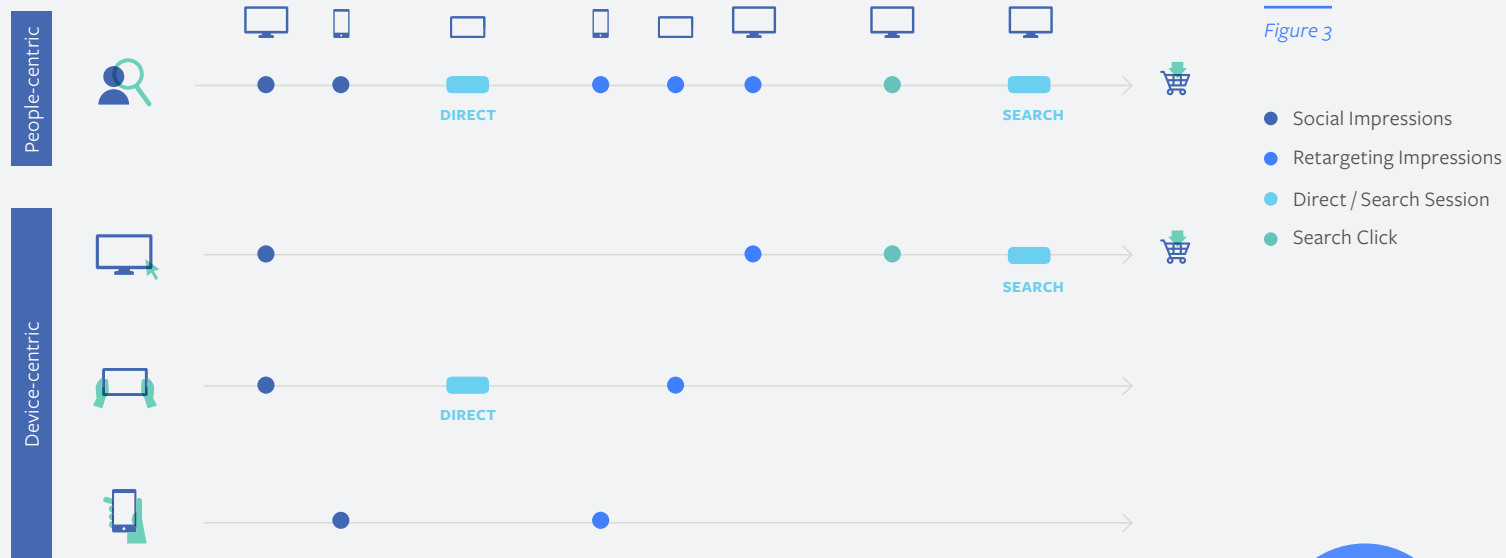 People-centric
DIRECT
SEARCH
Device-centric
SEARCH
DIRECT
Figure 3
Social Impressions
Retargeting Impressions
Direct / Search Session
Search Click